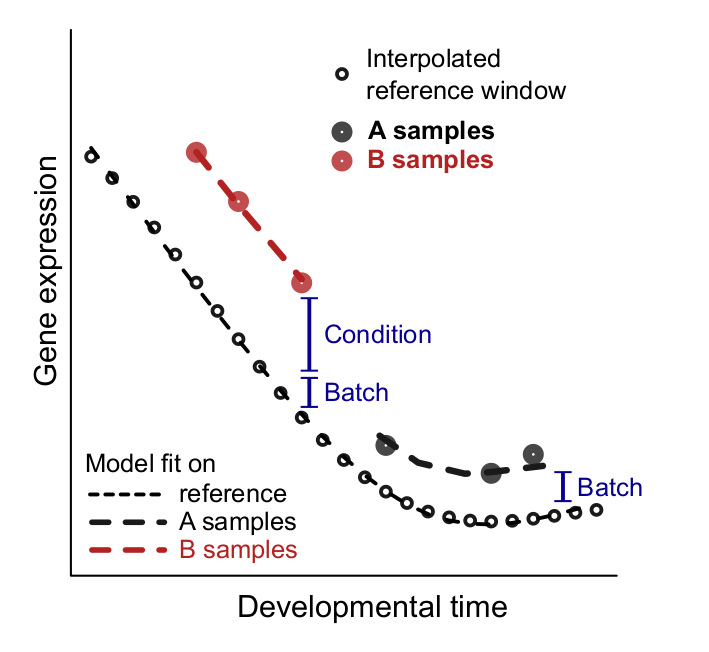 Interpolated
reference window
A samples
B samples
Gene expression
Condition
Batch
Batch
Model fit on
reference
A samples
B samples
Developmental time